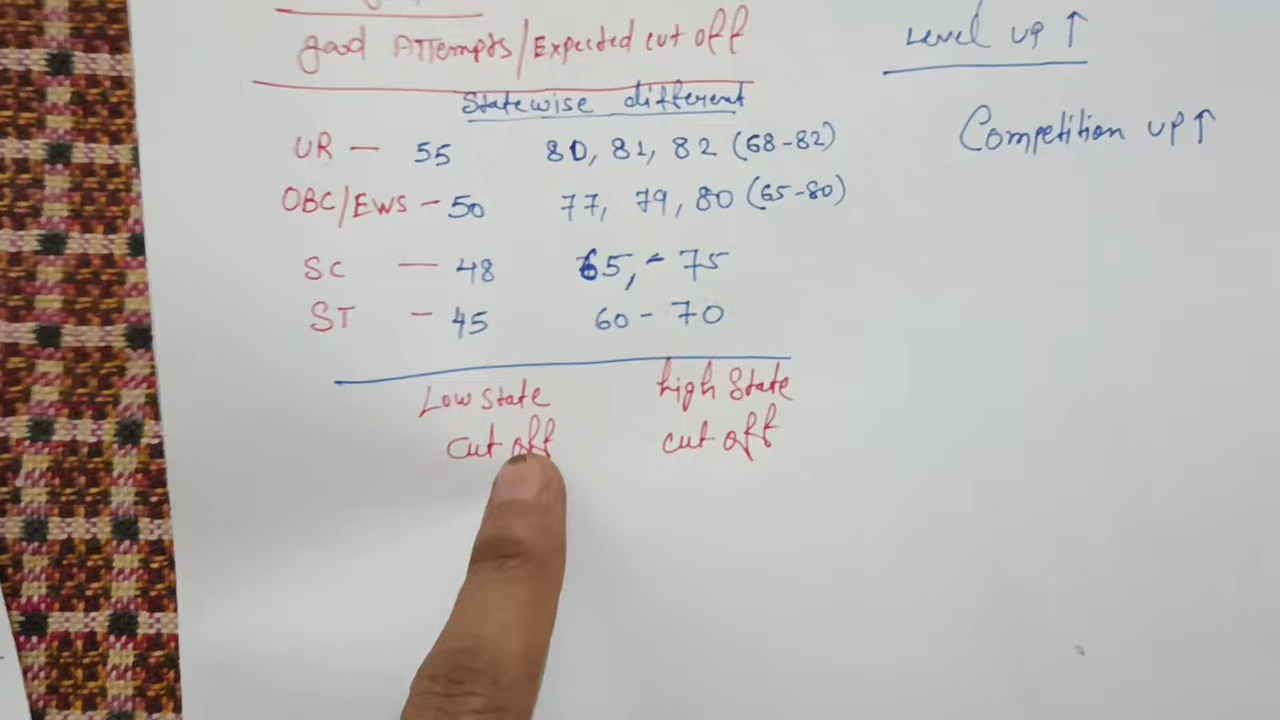 good Attempts/Expected cut off
Statewise different
UR — 55 80, 81, 82 (68-82)
OBC/EWS - 50 77, 79, 80 (65-80)
SC — 48 65, - 75
ST - 45 60 - 70
Low state cut off
high State cut off
Level up ↑
Competition up ↑